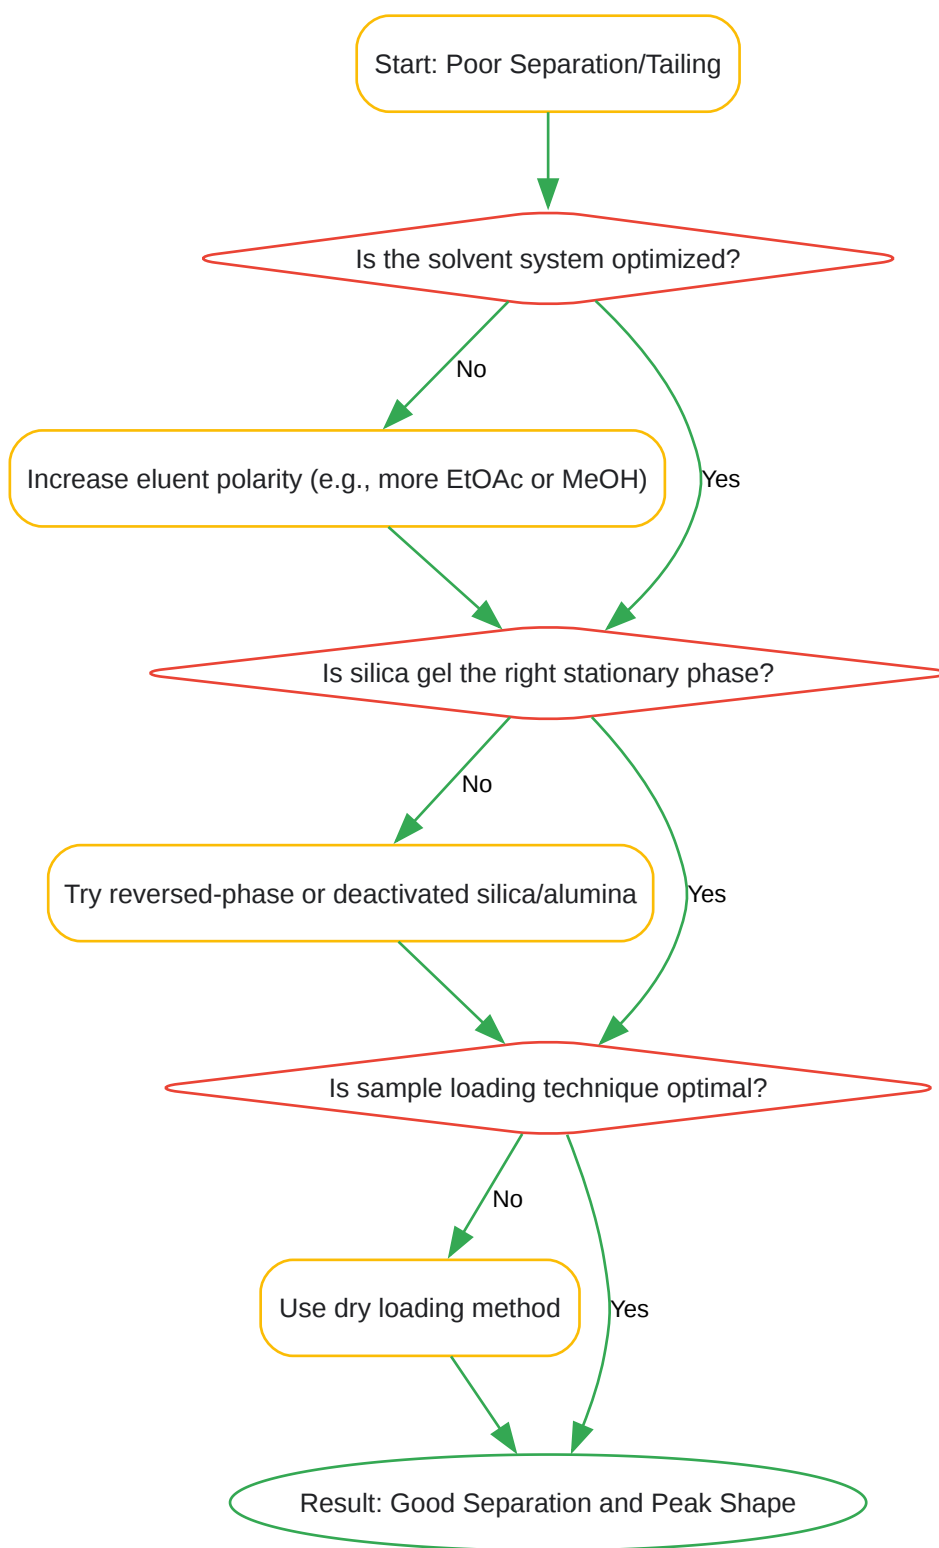 Start: Poor Separation/Tailing
Is the solvent system optimized?
No
Increase eluent polarity (e.g., more EtOAc or MeOH)
Yes
Is silica gel the right stationary phase?
No
Try reversed-phase or deactivated silica/alumina
Yes
Is sample loading technique optimal?
No
Use dry loading method
Yes
Result: Good Separation and Peak Shape